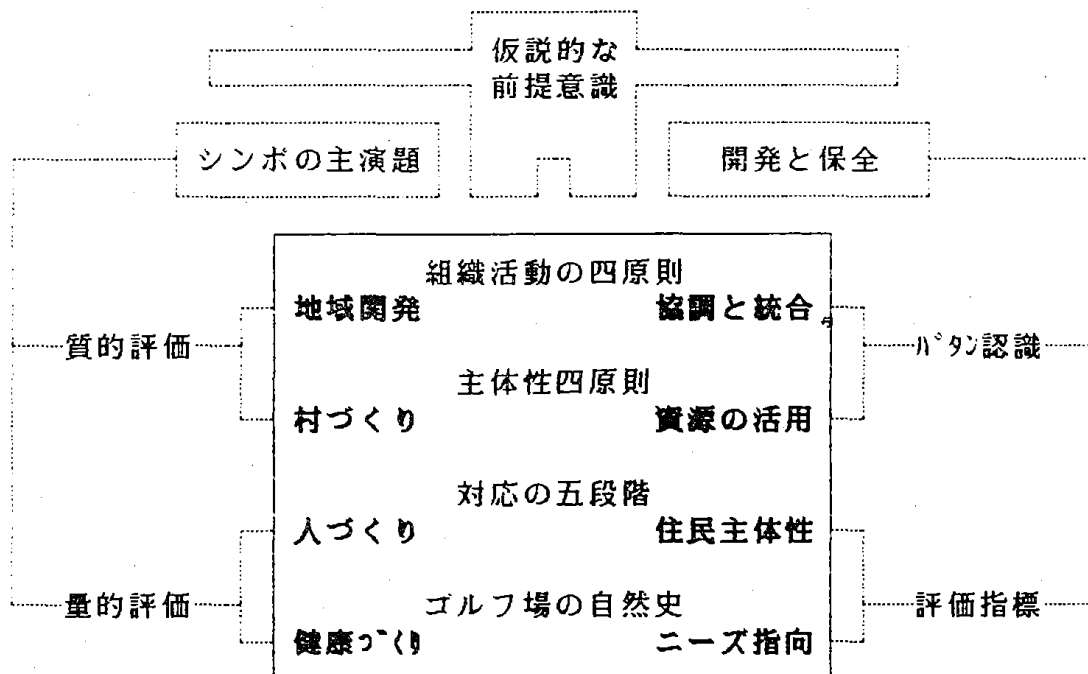 仮説的な
前提意識
シンポの主演題
開発と保全
組織活動の四原則
地域開発 協調と統合
質的評価 パタン認識
主体性四原則
村づくり 資源の活用
対応の五段階
人づくり 住民主体性
量的評価 ゴルフ場の自然史 評価指標
健康づくり ニーズ指向